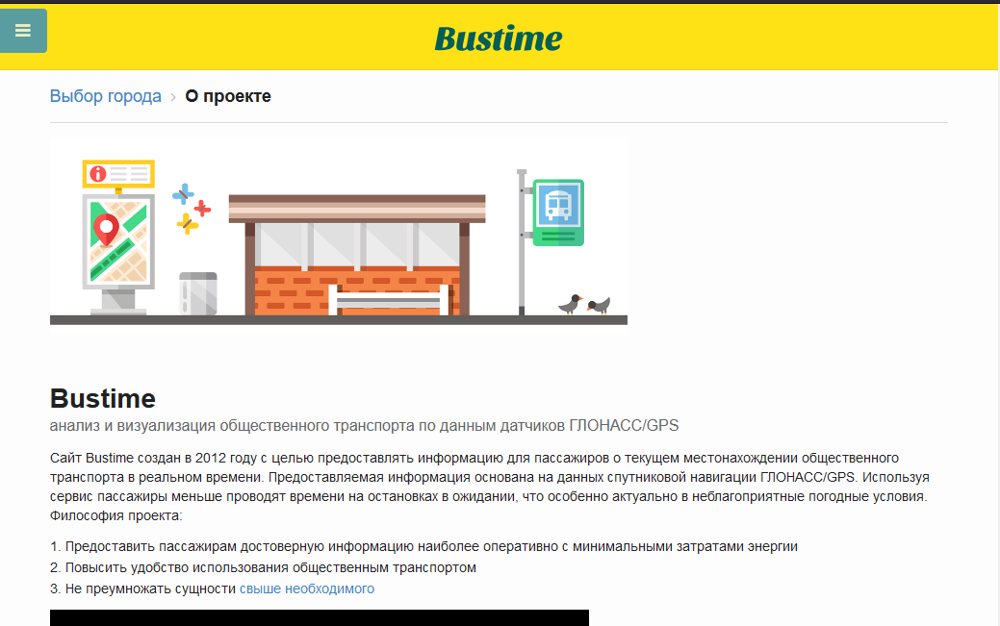 Bustime
Выбор города › О проекте
Bustime
анализ и визуализация общественного транспорта по данным датчиков ГЛОНАСС/GPS
Сайт Bustime создан в 2012 году с целью предоставлять информацию для пассажиров о текущем местонахождении общественного
транспорта в реальном времени. Предоставляемая информация основана на данных спутниковой навигации ГЛОНАСС/GPS. Используя
сервис пассажиры меньше проводят времени на остановках в ожидании, что особенно актуально в неблагоприятные погодные условия.
Философия проекта:
1. Предоставить пассажирам достоверную информацию наиболее оперативно с минимальными затратами энергии
2. Повысить удобство использования общественным транспортом
3. Не преумножать сущности свыше необходимого